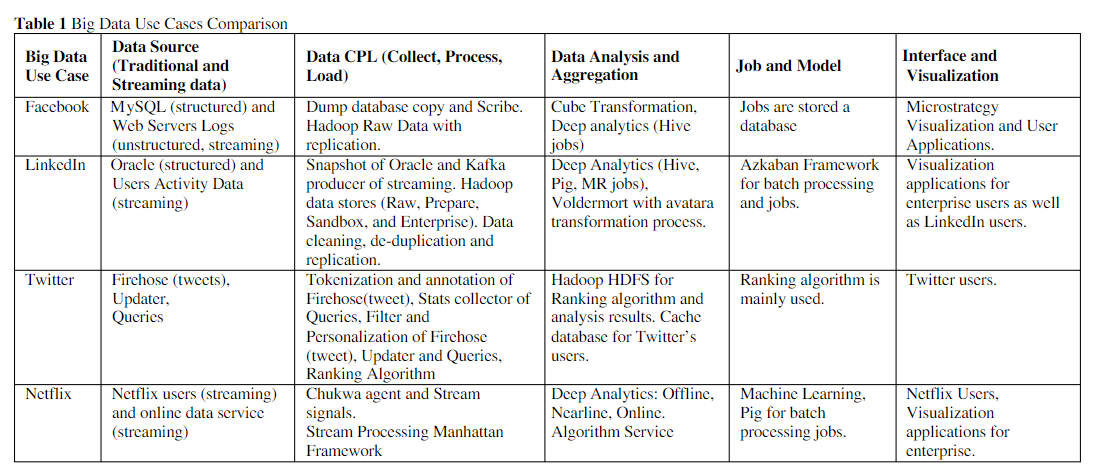 Table 1 Big Data Use Cases Comparison
Big Data
Use Case
Data Source
(Traditional and
Streaming data)
Data CPL (Collect, Process,
Load)
Data Analysis and
Aggregation
Job and Model
Interface and
Visualization
Facebook
MySQL (structured) and
Web Servers Logs
(unstructured, streaming)
Dump database copy and Scribe.
Hadoop Raw Data with
replication.
Cube Transformation,
Deep analytics (Hive
jobs)
Jobs are stored a
database
Microstrategy
Visualization and User
Applications.
LinkedIn
Oracle (structured) and
Users Activity Data
(streaming)
Snapshot of Oracle and Kafka
producer of streaming. Hadoop
data stores (Raw, Prepare,
Sandbox, and Enterprise). Data
cleaning, de-duplication and
replication.
Deep Analytics (Hive,
Pig, MR jobs),
Voldermort with avatara
transformation process.
Azkaban Framework
for batch processing
and jobs.
Visualization
applications for
enterprise users as well
as LinkedIn users.
Twitter
Firehose (tweets),
Updater,
Queries
Tokenization and annotation of
Firehose(tweet), Stats collector of
Queries, Filter and
Personalization of Firehose
(tweet), Updater and Queries,
Ranking Algorithm
Hadoop HDFS for
Ranking algorithm and
analysis results. Cache
database for Twitter's
users.
Ranking algorithm is
mainly used.
Twitter users.
Netflix
Netflix users (streaming)
and online data service
(streaming)
Chukwa agent and Stream
signals.
Stream Processing Manhattan
Framework
Deep Analytics: Offline,
Nearline, Online.
Algorithm Service
Machine Learning,
Pig for batch
processing jobs.
Netflix Users,
Visualization
applications for
enterprise.